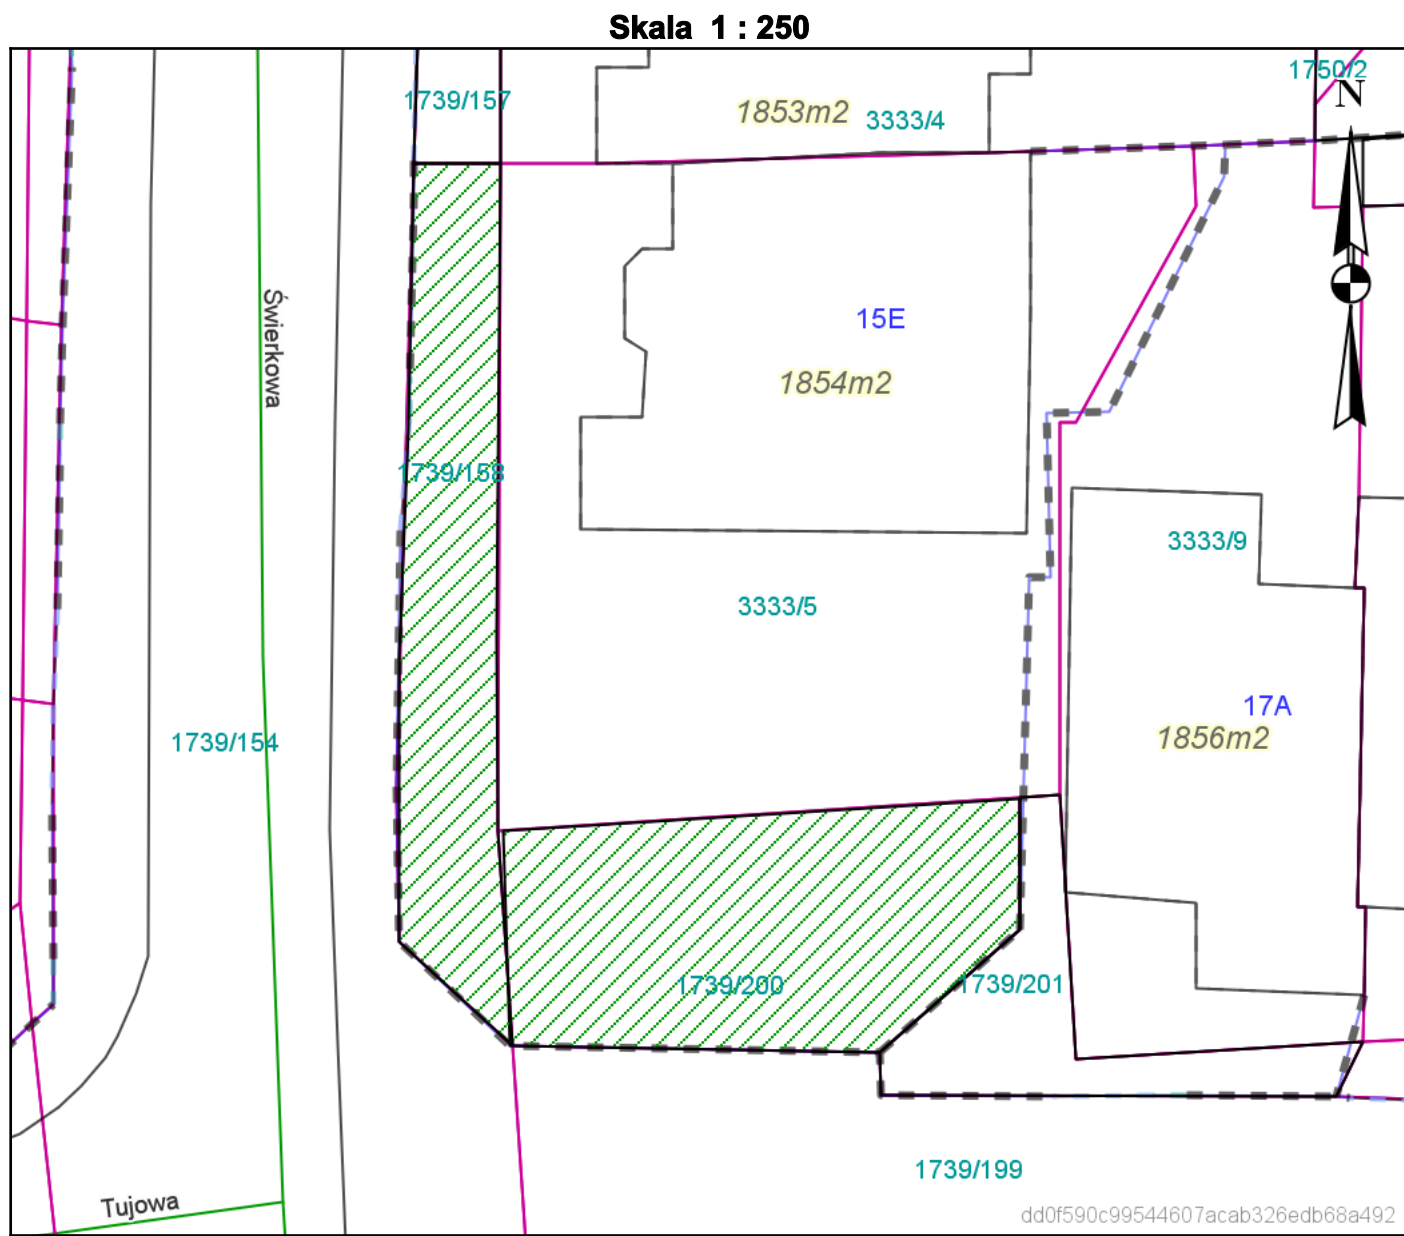 Skala 1 : 250
1750/2
1739/157
1853m2
3333/4
N
Świerkowa
15E
1854m2
1739/158
3333/9
3333/5
17A
1739/154
1856m2
1739/200
1739/201
1739/199
Tujowa
dd0f590c99544607acab326edb68a492